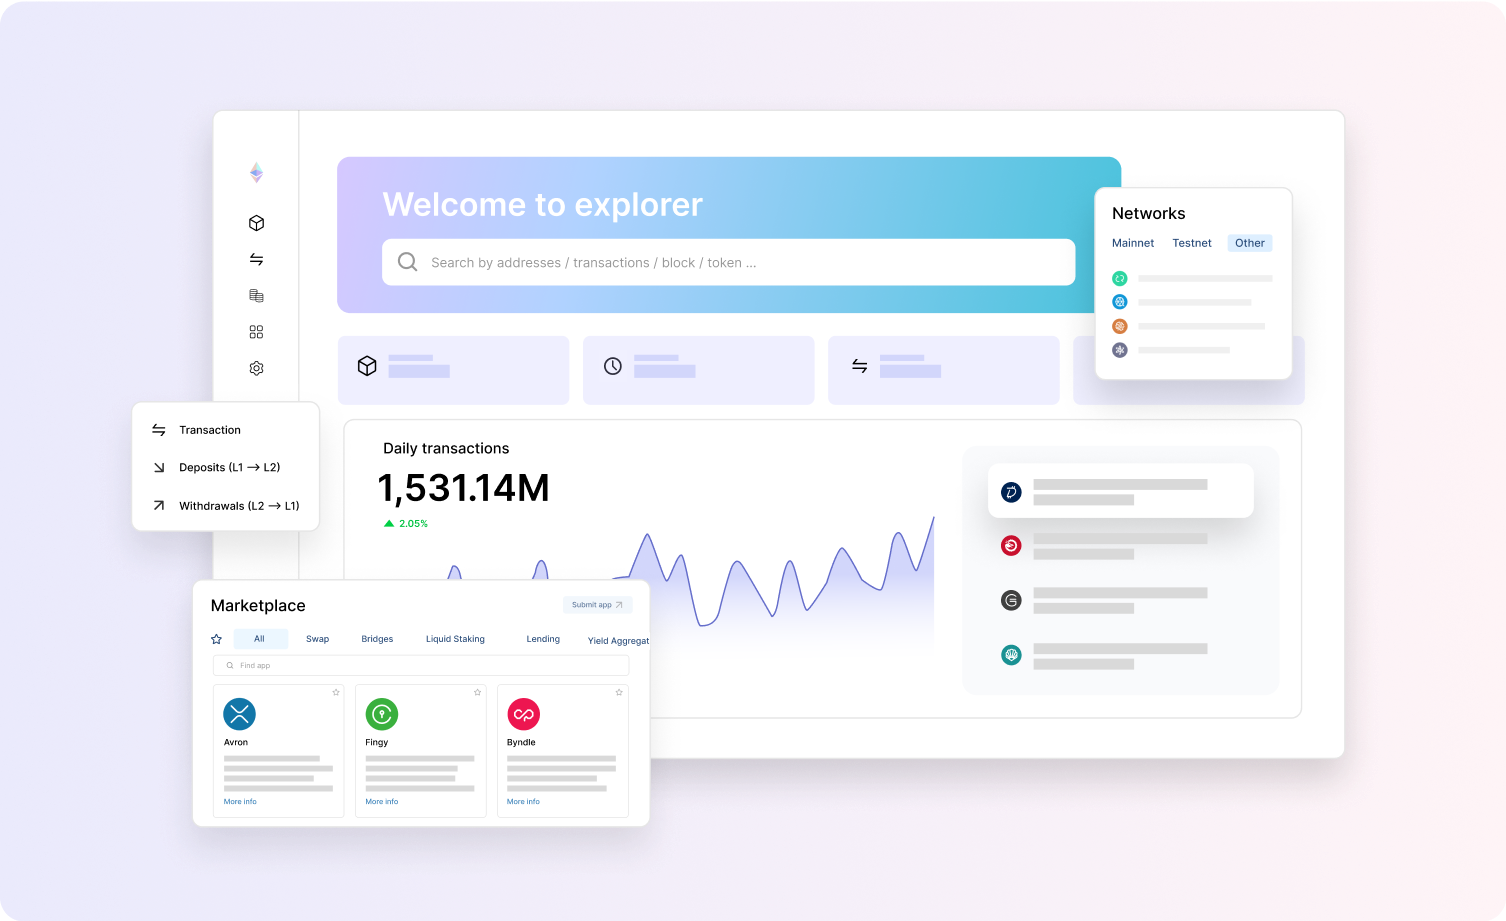 Welcome to explorer
Search by addresses / transactions / block / token ...
Networks
Mainnet Testnet Other
Transaction
Deposits (L1 → L2)
Withdrawals (L2 → L1)
Daily transactions
1,531.14M
2.05%
Marketplace
Submit app
All Swap Bridges Liquid Staking Lending Yield Aggregat
Find app
Avron Fingy Byndle
More info More info More info